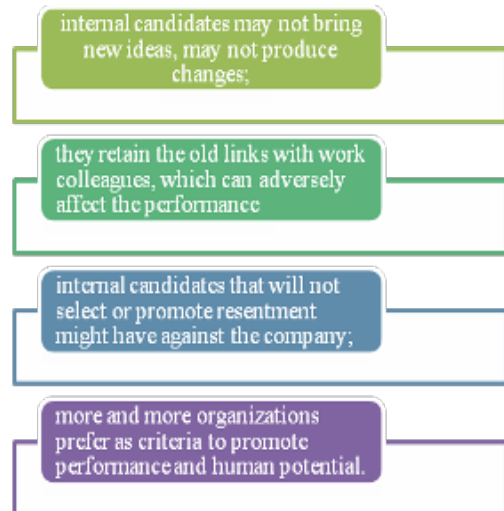 internal candidates may not bring
new ideas, may not produce
changes;
they retain the old links with work
colleagues, which can adversely
affect the performance
internal candidates that will not
select or promote resentment
might have against the company;
more and more organizations
prefer as criteria to promote
performance and human potential.